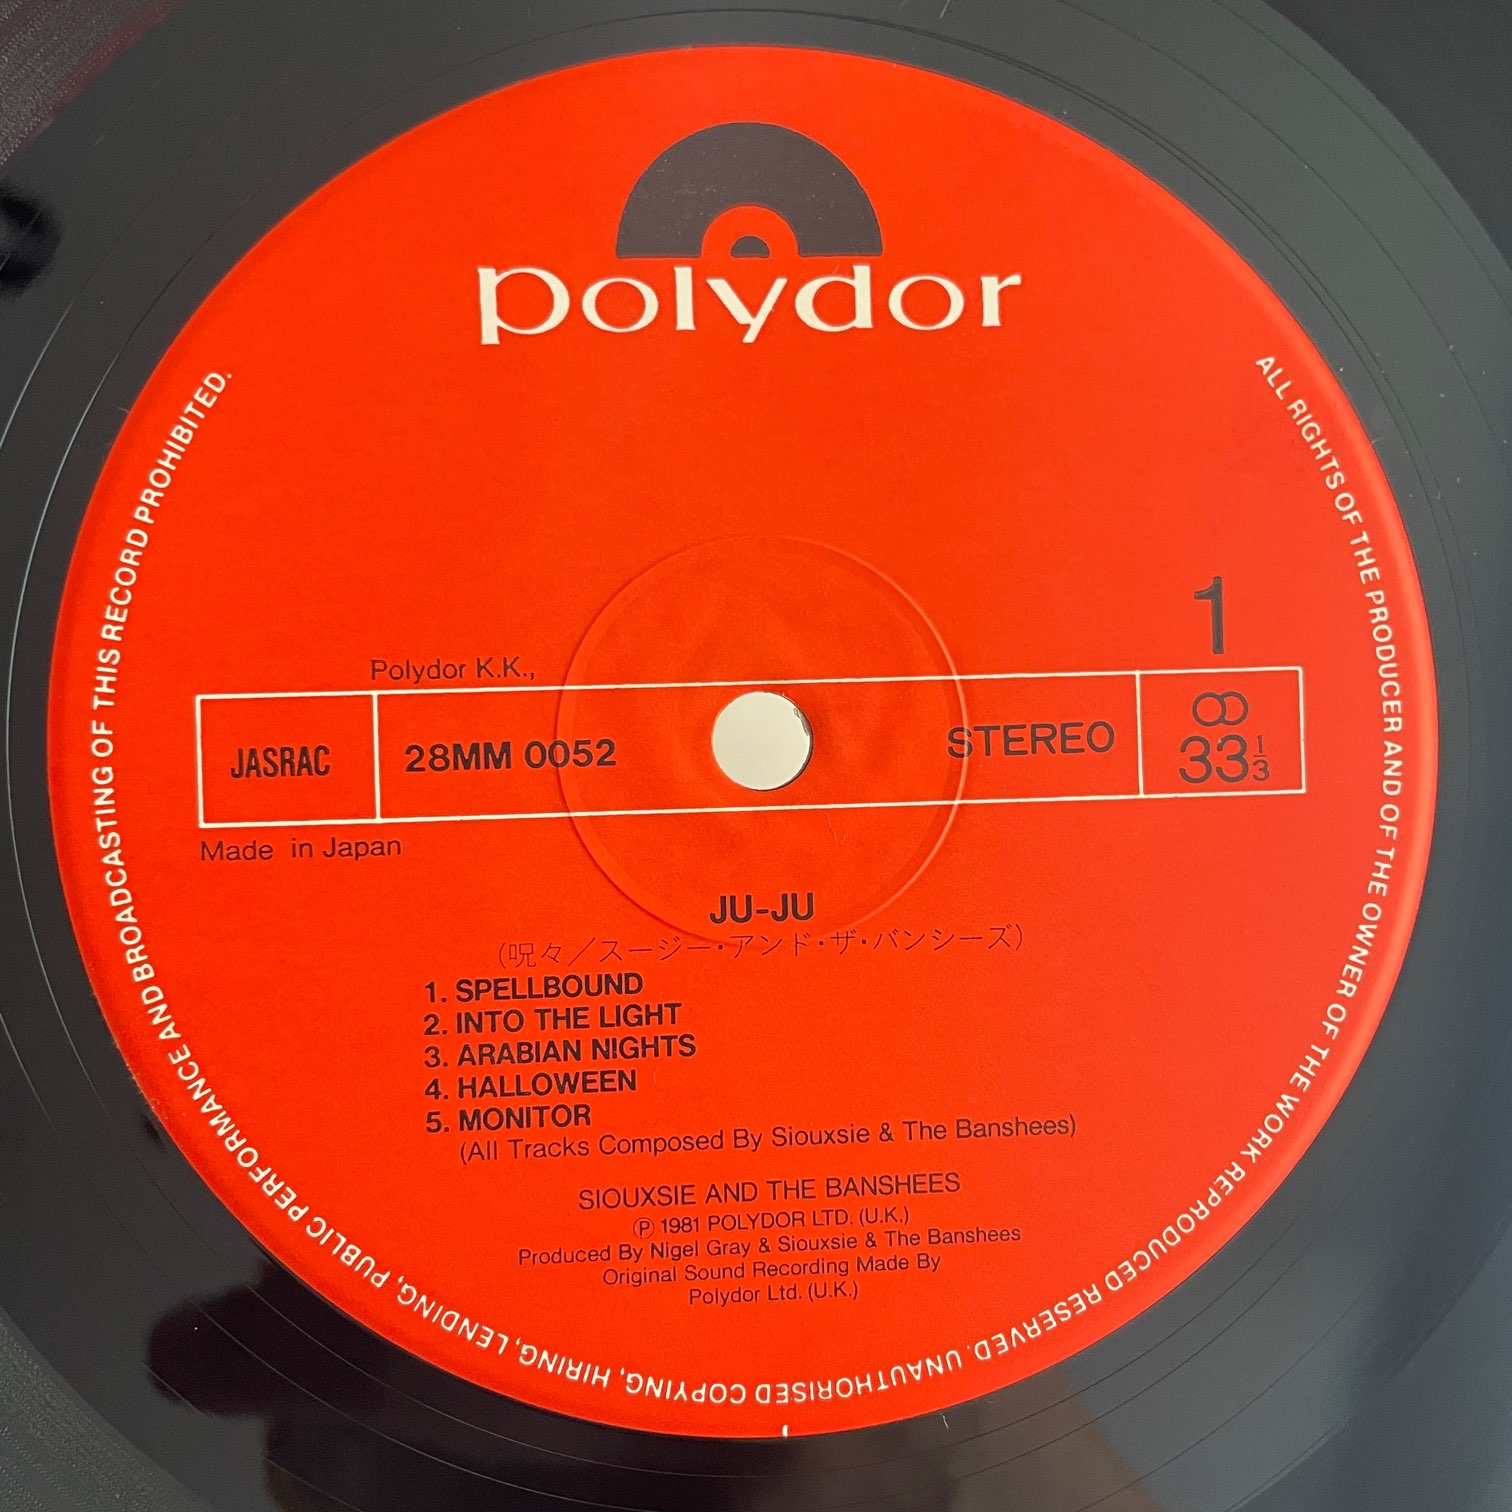 polydor
ALL RIGHTS OF THE PRODUCER AND OF THE OWNER OF THE WORK REPRODUCED RESERVED. UNAUTHORISED COPYING, HIRING, LENDING, PUBLIC PERFORMANCE AND BROADCASTING OF THIS RECORD PROHIBITED.
1
Polydor K.K.,
JASRAC
28MM 0052
STEREO
33 1/3
Made in Japan
JU-JU
(呪々／スージー・アンド・ザ・バンシーズ)
1. SPELLBOUND
2. INTO THE LIGHT
3. ARABIAN NIGHTS
4. HALLOWEEN
5. MONITOR
(All Tracks Composed By Siouxsie & The Banshees)
SIOUXSIE AND THE BANSHEES
Ⓟ 1981 POLYDOR LTD. (U.K.)
Produced By Nigel Gray & Siouxsie & The Banshees
Original Sound Recording Made By
Polydor Ltd. (U.K.)